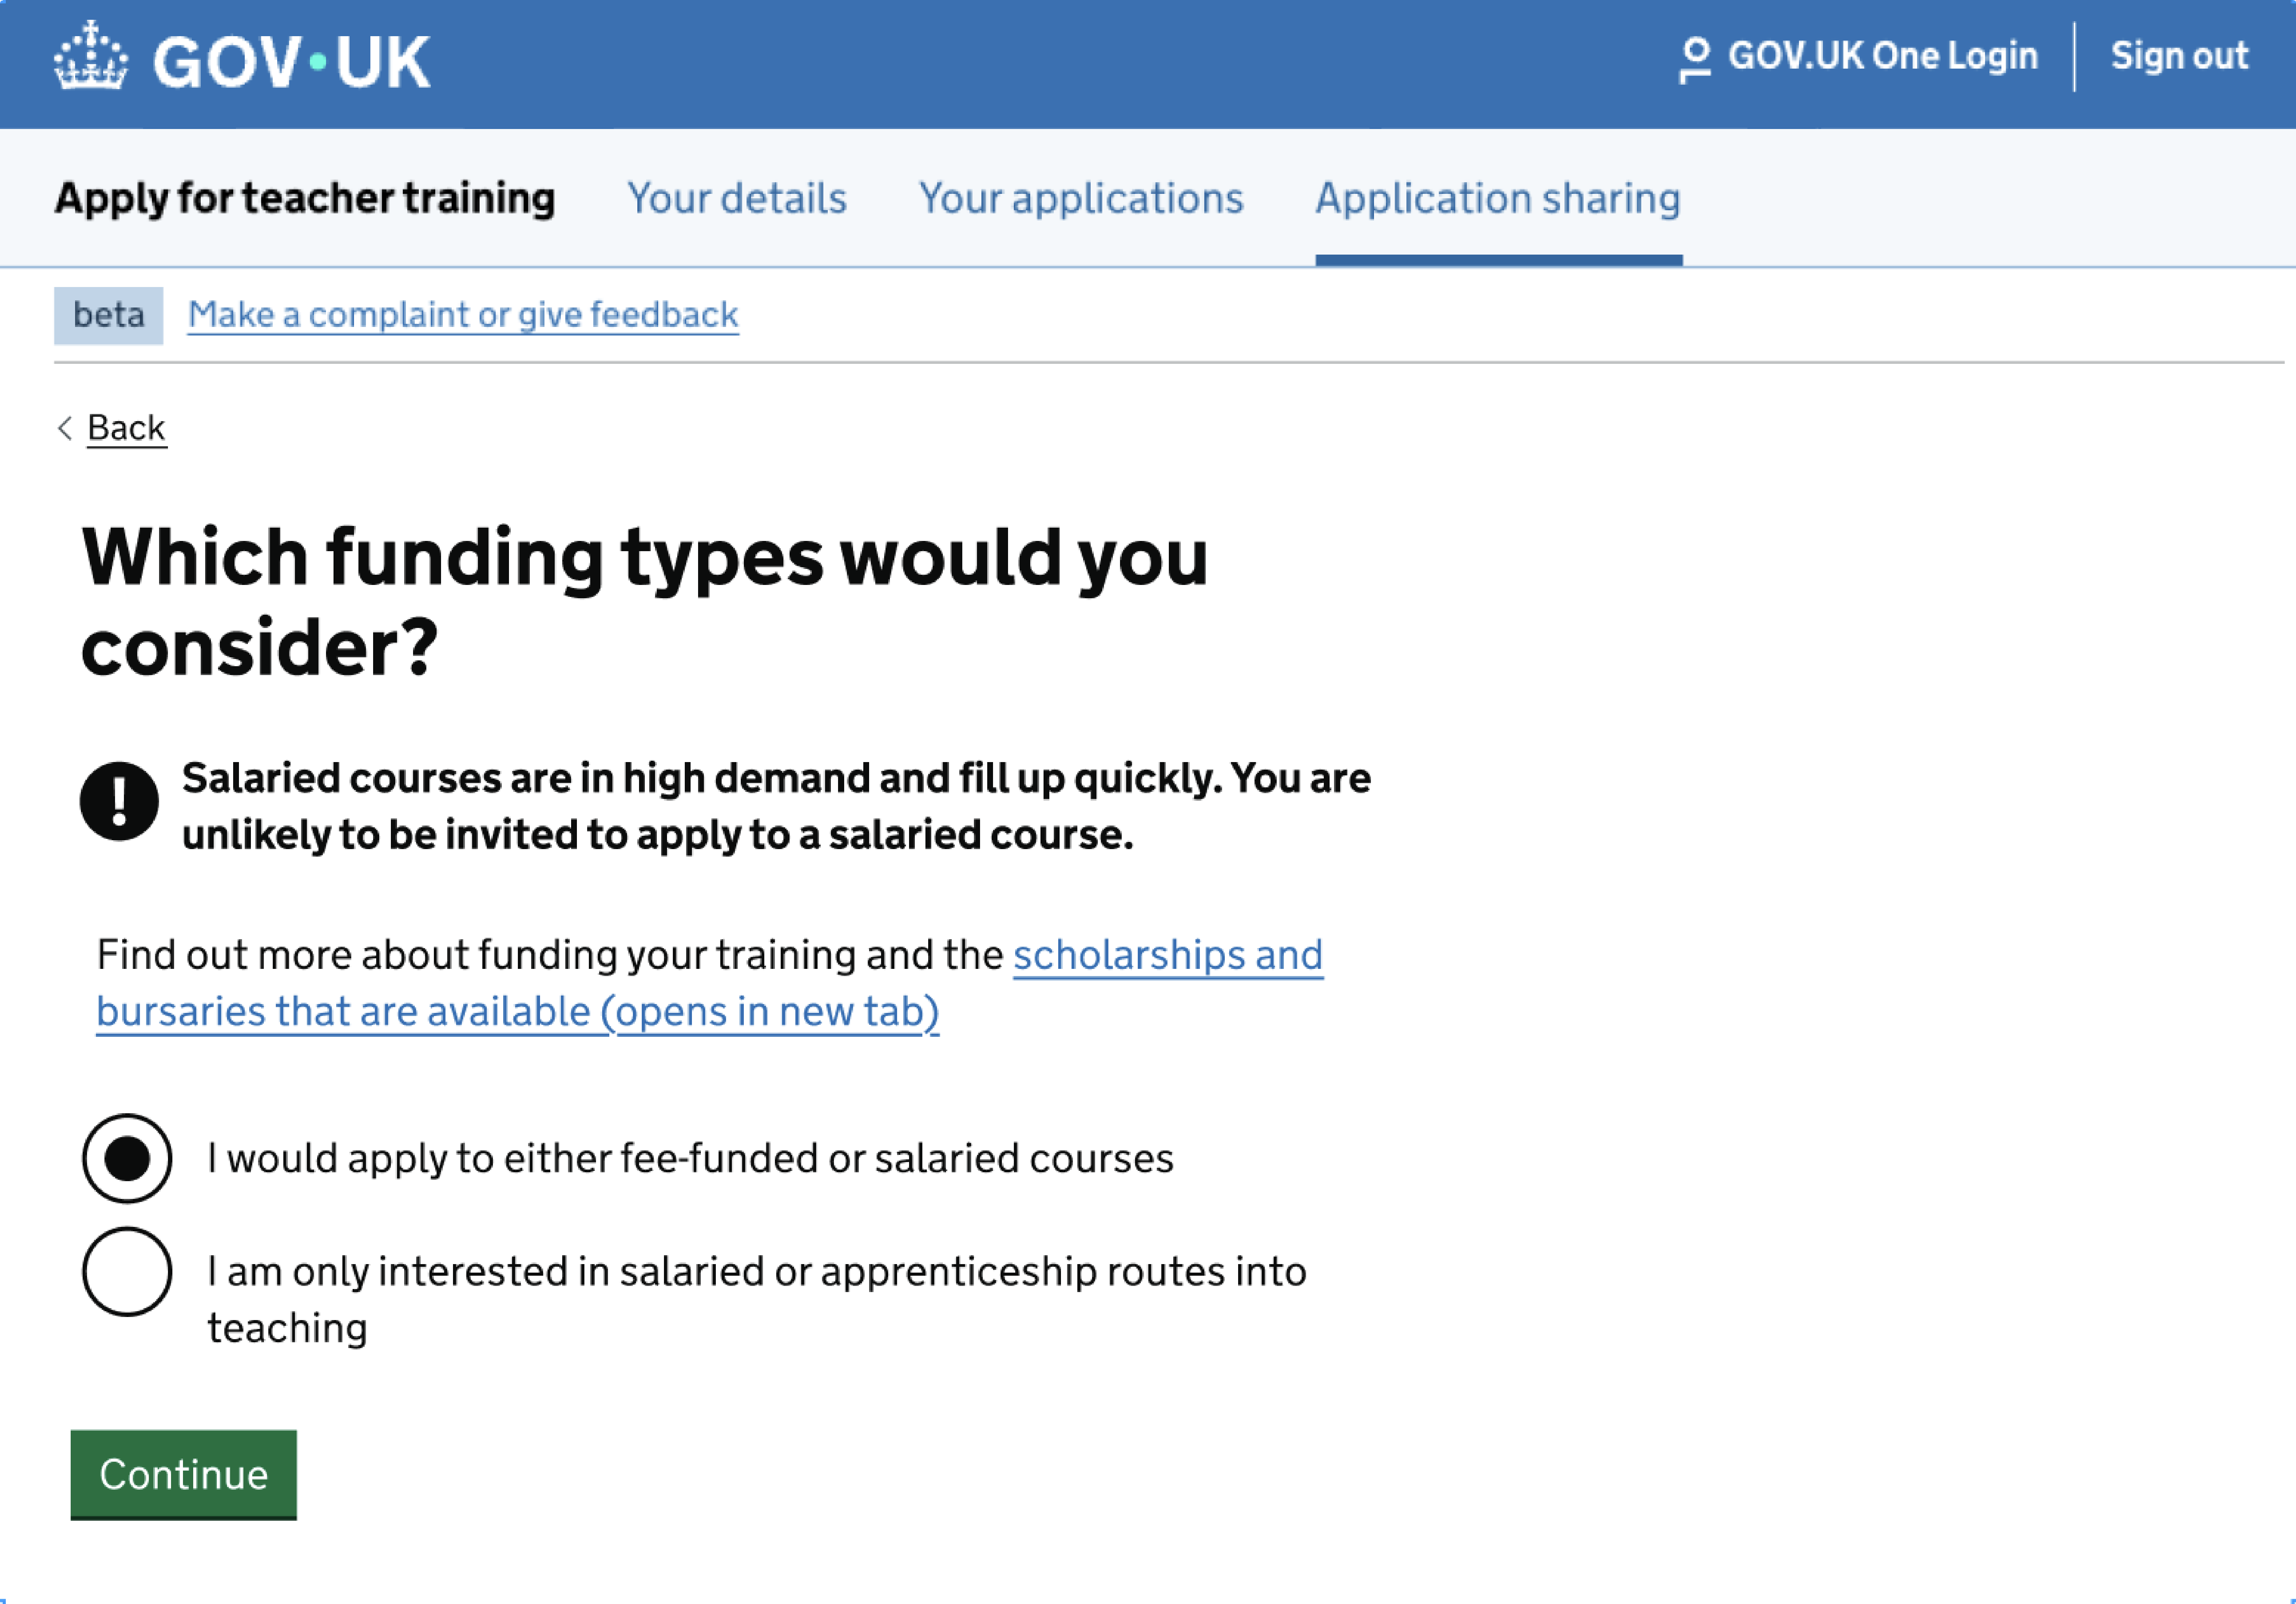 GOV·UK
GOV.UK One Login
Sign out
Apply for teacher training
Your details
Your applications
Application sharing
beta
Make a complaint or give feedback
Back
Which funding types would you
consider?
Salaried courses are in high demand and fill up quickly. You are
unlikely to be invited to apply to a salaried course.
Find out more about funding your training and the scholarships and
bursaries that are available (opens in new tab)
I would apply to either fee-funded or salaried courses
I am only interested in salaried or apprenticeship routes into
teaching
Continue